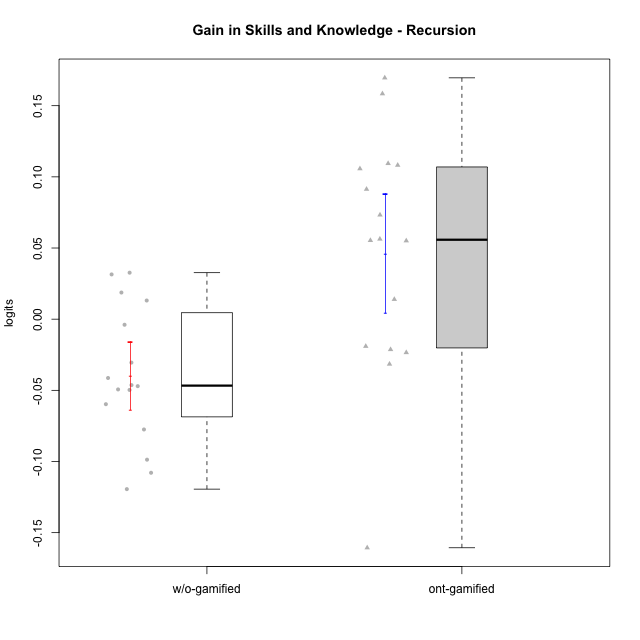 Gain in Skills and Knowledge - Recursion
logits
0.15
0.10
0.05
0.00
-0.05
-0.10
-0.15
w/o-gamified
ont-gamified